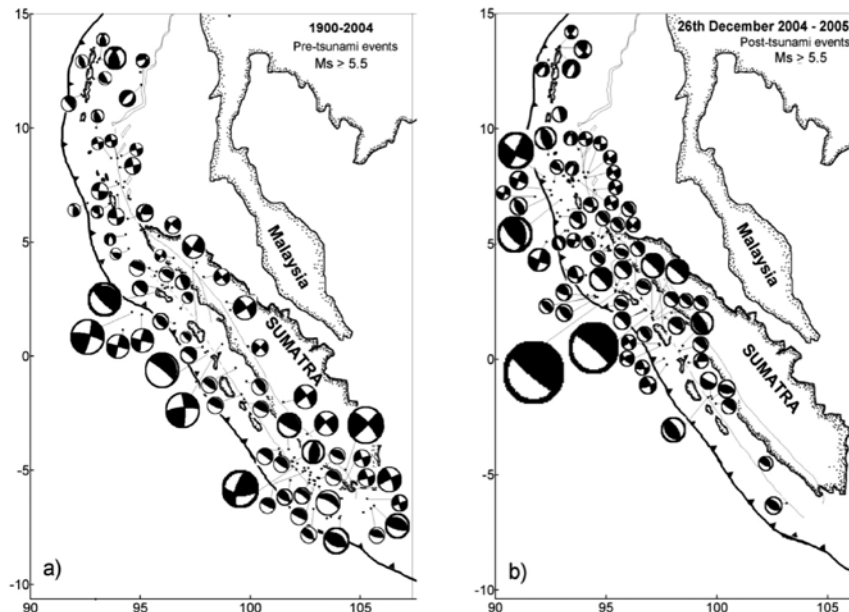 15
1900-2004
Pre-tsunami events
Ms > 5.5
10
Malaysia
5
SUMATRA
0
-5
a)
-10
90
95
100
105
15
26th December 2004 - 2005
Post-tsunami events
Ms > 5.5
10
Malaysia
5
SUMATRA
0
-5
b)
-10
90
95
100
105